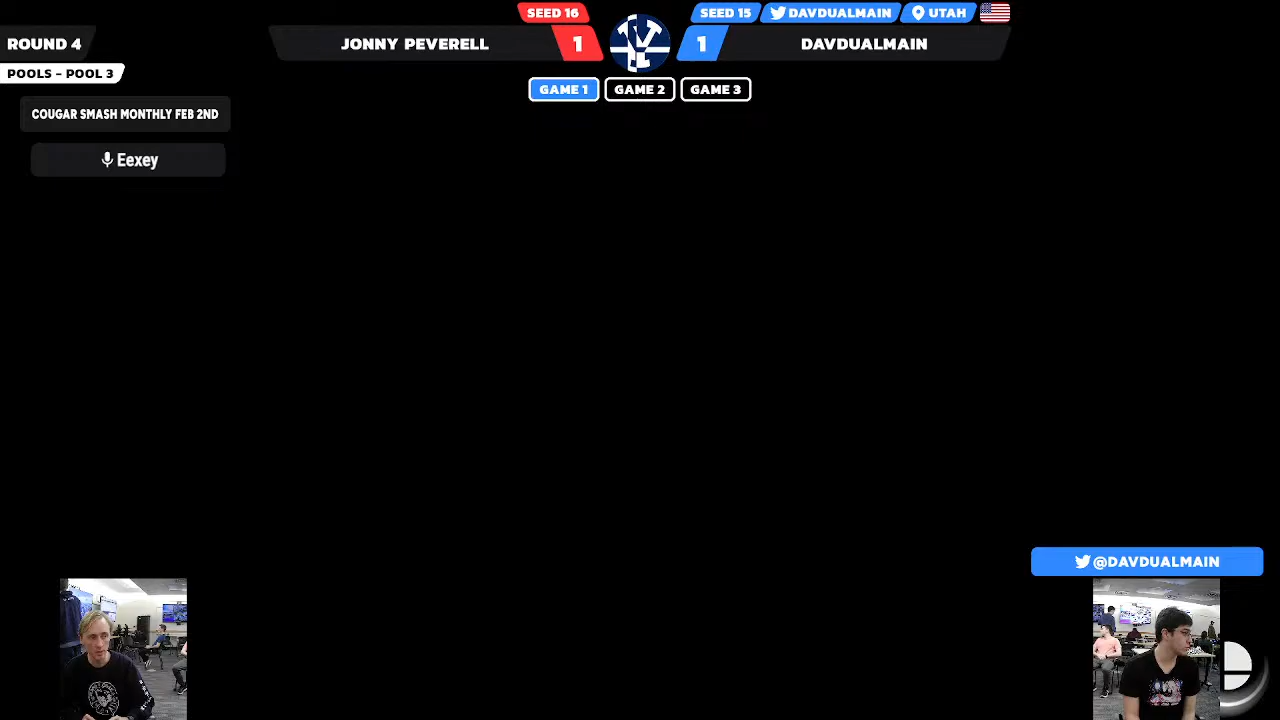 SEED 16
SEED 15
DAVDUALMAIN
UTAH
ROUND 4
JONNY PEVERELL
1
1
DAVDUALMAIN
POOLS - POOL 3
GAME 1
GAME 2
GAME 3
COUGAR SMASH MONTHLY FEB 2ND
Eexey
@DAVDUALMAIN